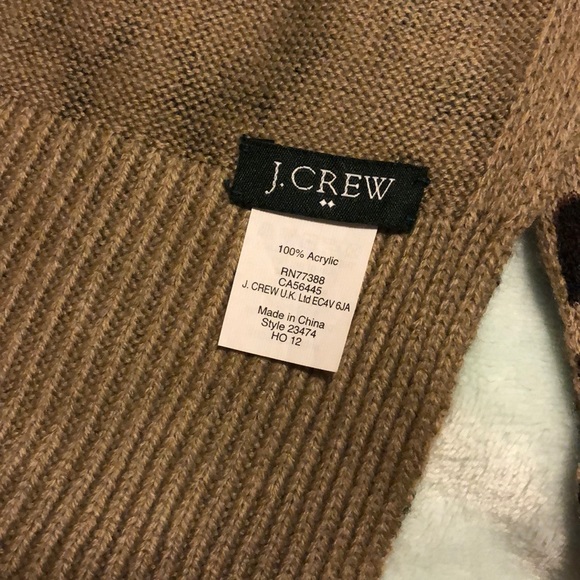 J.CREW
100% Acrylic
RN77388
CA56445
J. CREW U.K. Ltd EC4V 6JA
Made in China
Style 23474
HO 12